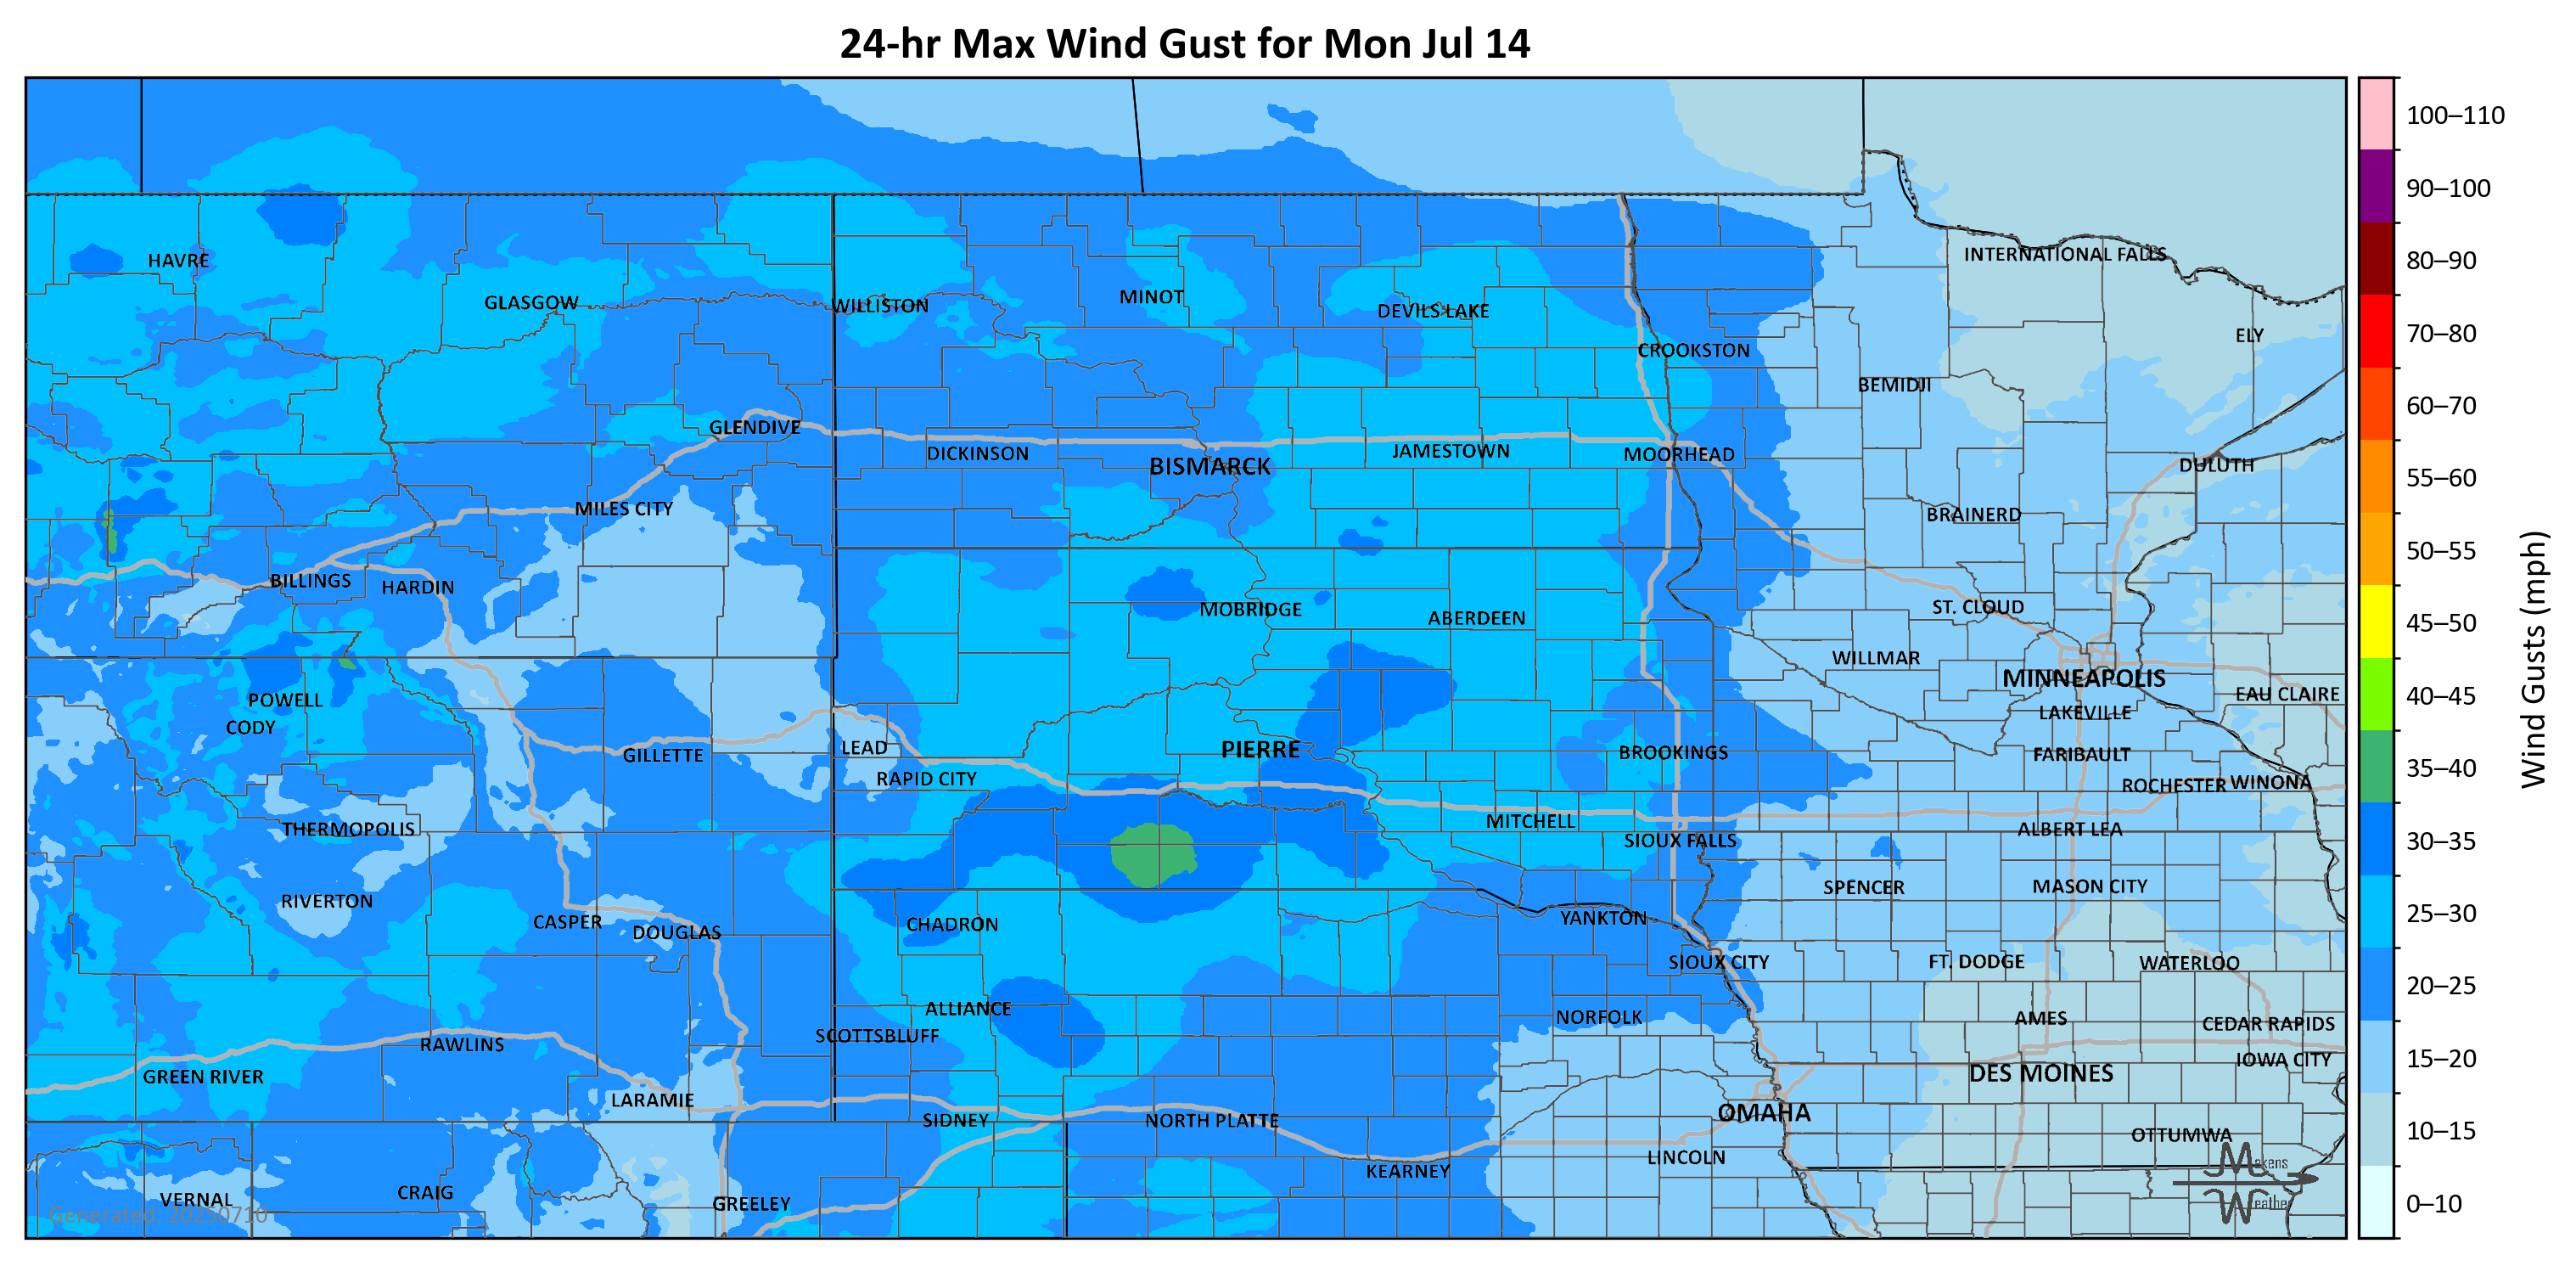 24-hr Max Wind Gust for Mon Jul 14
100–110
90–100
80–90
70–80
60–70
55–60
50–55
45–50
40–45
35–40
30–35
25–30
20–25
15–20
10–15
0–10
Wind Gusts (mph)
INTERNATIONAL FALLS
HAVRE
MINOT
GLASGOW
WILLISTON
DEVILS LAKE
ELY
CROOKSTON
BEMIDJI
GLENDIVE
DICKINSON
JAMESTOWN
MOORHEAD
BISMARCK
DULUTH
MILES CITY
BRAINERD
BILLINGS
HARDIN
MOBRIDGE
ST. CLOUD
ABERDEEN
WILLMAR
MINNEAPOLIS
POWELL
EAU CLAIRE
LAKEVILLE
CODY
LEAD
PIERRE
BROOKINGS
GILLETTE
FARIBAULT
RAPID CITY
ROCHESTER
WINONA
MITCHELL
THERMOPOLIS
ALBERT LEA
SIOUX FALLS
SPENCER
MASON CITY
RIVERTON
CASPER
CHADRON
YANKTON
DOUGLAS
SIOUX CITY
FT. DODGE
WATERLOO
ALLIANCE
NORFOLK
AMES
CEDAR RAPIDS
SCOTTSBLUFF
RAWLINS
IOWA CITY
GREEN RIVER
DES MOINES
LARAMIE
OMAHA
SIDNEY
NORTH PLATTE
OTTUMWA
LINCOLN
KEARNEY
Makens
Weather
CRAIG
VERNAL
GREELEY
Generated: 20250710